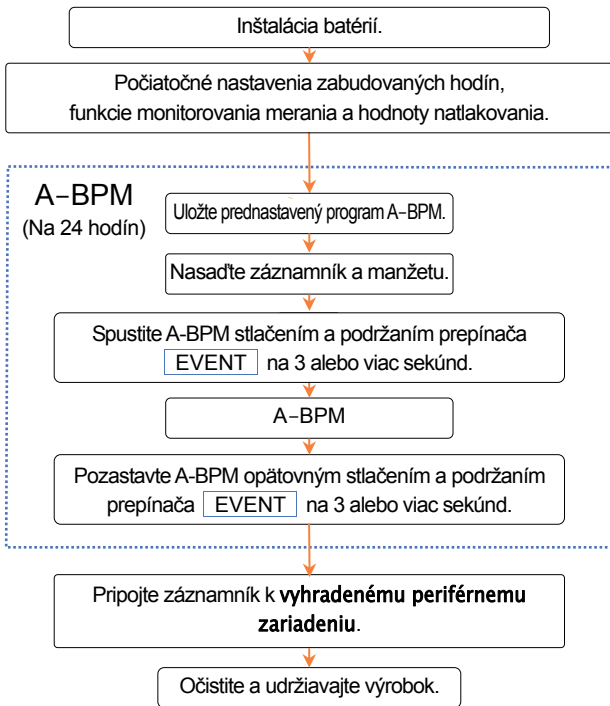 Inštalácia batérií.
Počiatočné nastavenia zabudovaných hodín,
funkcie monitorovania merania a hodnoty natlakovania.
A–BPM
(Na 24 hodín)
Uložte prednastavený program A–BPM.
Nasaďte záznamník a manžetu.
Spustite A-BPM stlačením a podržaním prepínača
EVENT na 3 alebo viac sekúnd.
A–BPM
Pozastavte A-BPM opätovným stlačením a podržaním
prepínača EVENT na 3 alebo viac sekúnd.
Pripojte záznamník k vyhradenému periférnemu
zariadeniu.
Očistite a udržiavajte výrobok.